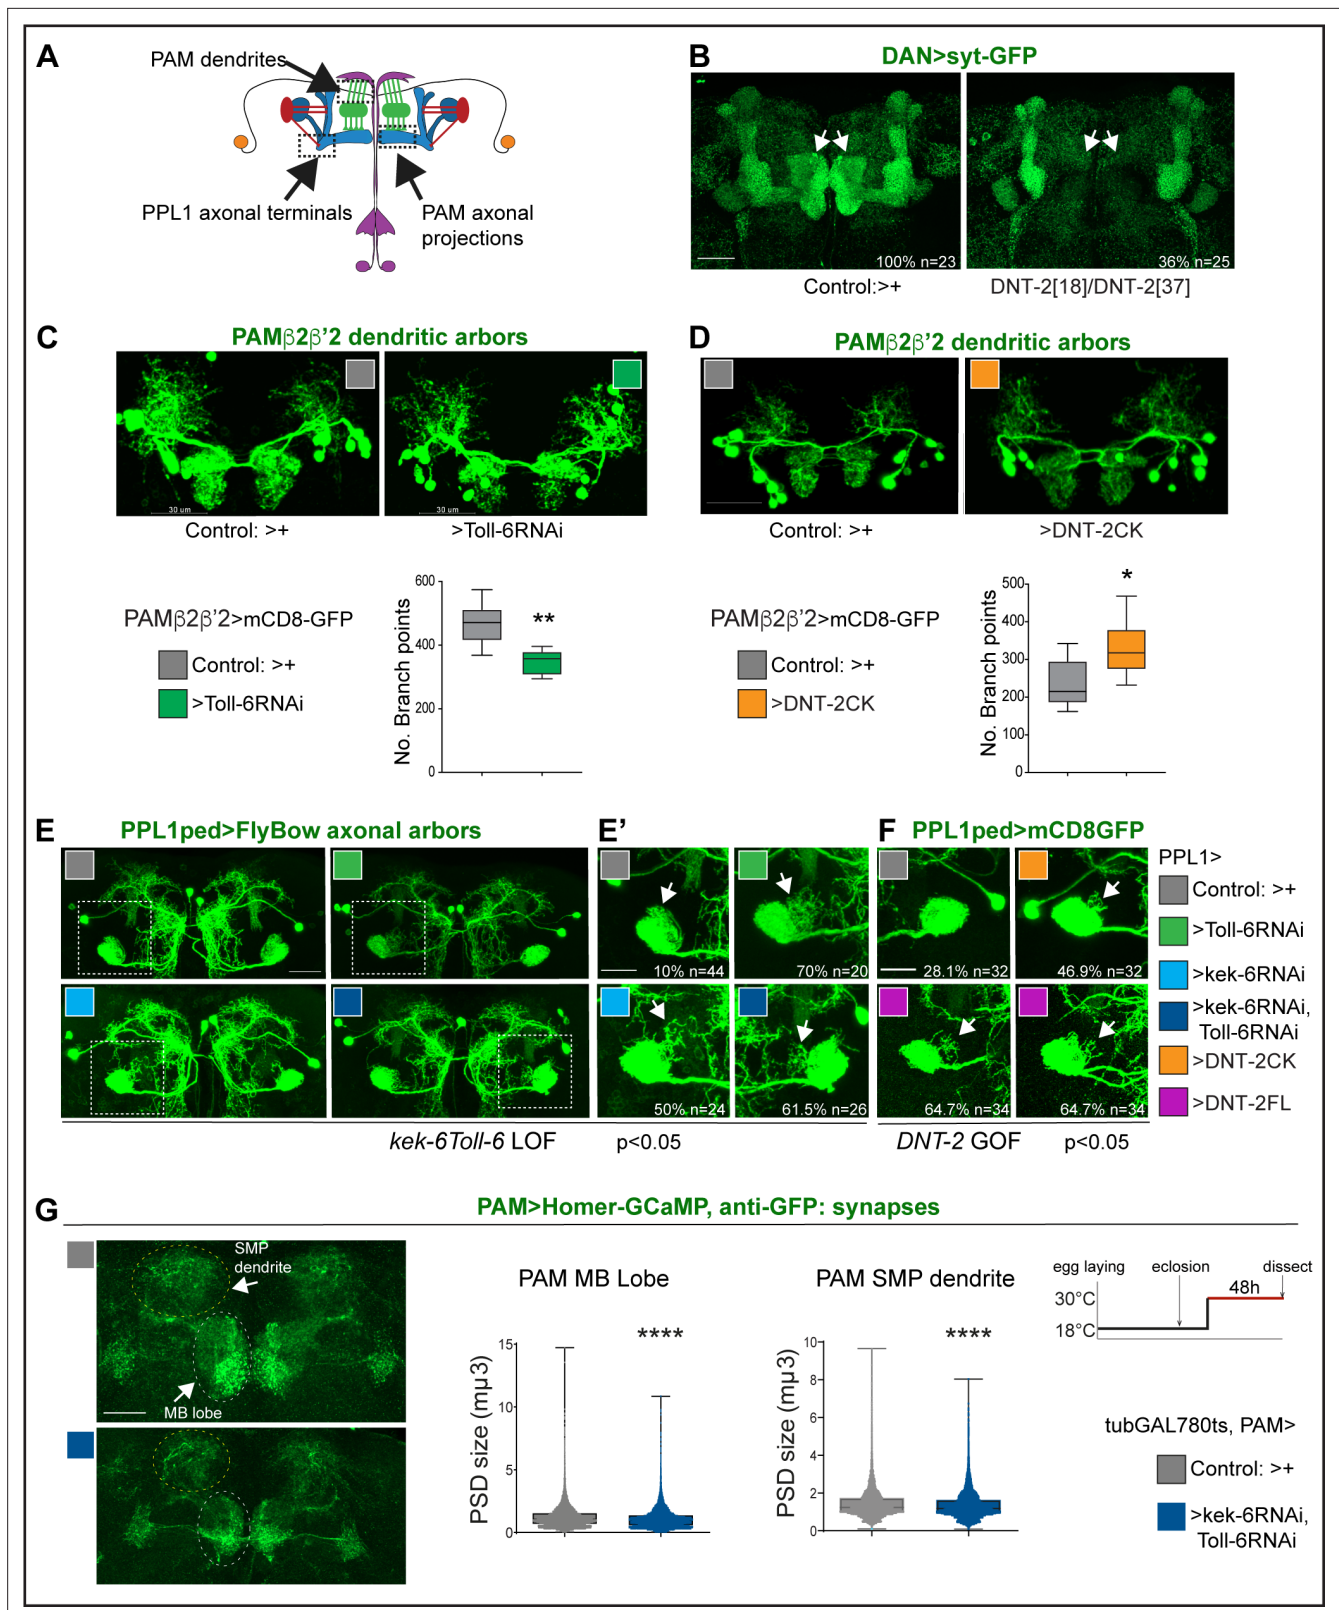 A
PAM dendrites
PPL1 axonal terminals
PAM axonal
projections
B
DAN>syt-GFP
100% n=23
36% n=25
Control:>+
DNT-2[18]/DNT-2[37]
C
PAMβ2β'2 dendritic arbors
30 um
30 um
Control: >+
>Toll-6RNAi
PAMβ2β'2>mCD8-GFP
Control: >+
>Toll-6RNAi
No. Branch points
600
400
200
0
**
D
PAMβ2β'2 dendritic arbors
Control: >+
>DNT-2CK
PAMβ2β'2>mCD8-GFP
Control: >+
>DNT-2CK
No. Branch points
500
400
300
200
100
0
*
E
PPL1ped>FlyBow axonal arbors
E’
10% n=44
70% n=20
50% n=24
61.5% n=26
kek-6Toll-6 LOF
p<0.05
F
PPL1ped>mCD8GFP
28.1% n=32
46.9% n=32
64.7% n=34
64.7% n=34
DNT-2 GOF
p<0.05
PPL1>
Control: >+
>Toll-6RNAi
>kek-6RNAi
>kek-6RNAi,
Toll-6RNAi
>DNT-2CK
>DNT-2FL
G
PAM>Homer-GCaMP, anti-GFP: synapses
SMP
dendrite
MB lobe
PAM MB Lobe
PSD size (mμ3)
15
10
5
0
****
PAM SMP dendrite
PSD size (mμ3)
10
8
6
4
2
0
****
egg laying
eclosion
dissect
48h
30°C
18°C
tubGAL780ts, PAM>
Control: >+
>kek-6RNAi,
Toll-6RNAi